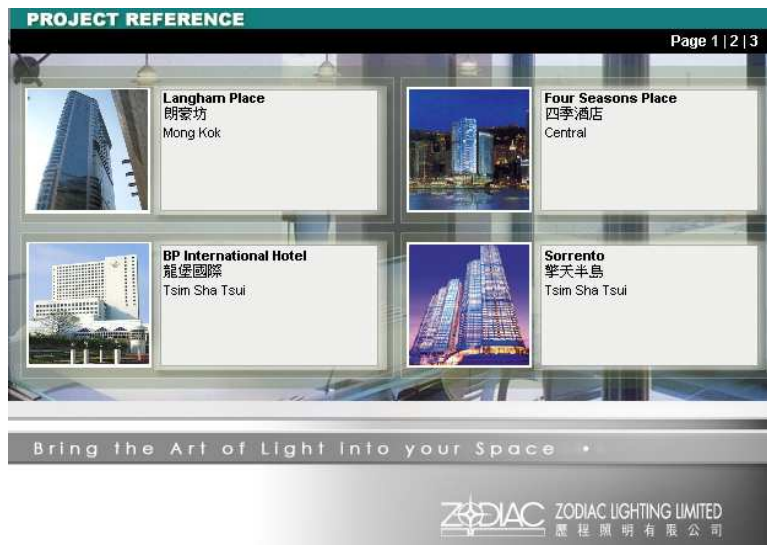 PROJECT REFERENCE
Page 1 | 2 | 3
Langham Place
朗豪坊
Mong Kok
Four Seasons Place
四季酒店
Central
BP International Hotel
龍堡國際
Tsim Sha Tsui
Sorrento
擎天半島
Tsim Sha Tsui
Bring the Art of Light into your Space •
ZODIAC ZODIAC LIGHTING LIMITED
歷程照明有限公司